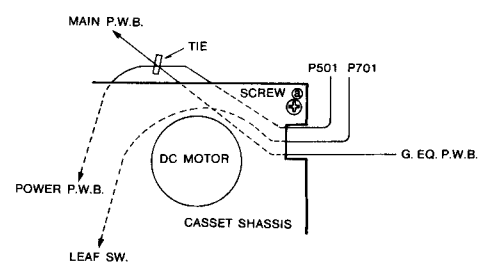 MAIN P.W.B.
TIE
P501 P701
SCREW a
DC MOTOR
G. EQ. P.W.B.
POWER P.W.B.
CASSET SHASSIS
LEAF SW.